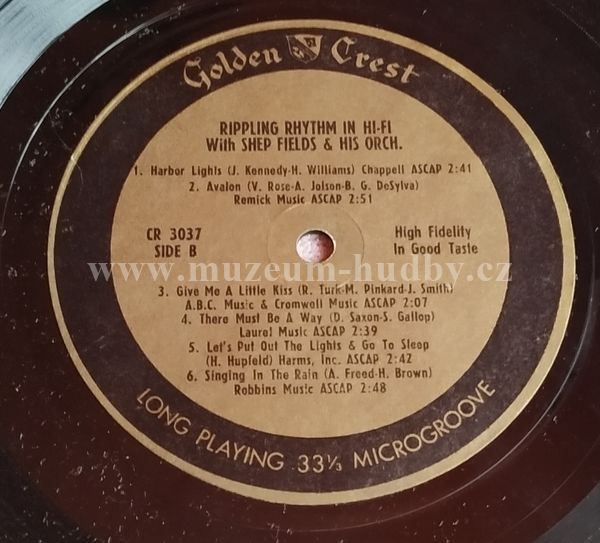 Golden Crest
RIPPLING RHYTHM IN HI-FI
With SHEP FIELDS & HIS ORCH.
1. Harbor Lights (J. Kennedy-H. Williams) Chappell ASCAP 2:41
2. Avalon (V. Rose-A. Jolson-B. G. DeSylva)
Remick Music ASCAP 2:51
CR 3037
SIDE B
High Fidelity
In Good Taste
www.muzeum-hudby.cz
3. Give Me A Little Kiss (R. Turk-M. Pinkard-J. Smith)
A.B.C. Music & Cromwell Music ASCAP 2:07
4. There Must Be A Way (D. Saxon-S. Gallop)
Laurel Music ASCAP 2:39
5. Let's Put Out The Lights & Go To Sleep
(H. Hupfeld) Harms, Inc. ASCAP 2:42
6. Singing In The Rain (A. Freed-H. Brown)
Robbins Music ASCAP 2:48
LONG PLAYING 33⅓ MICROGROOVE